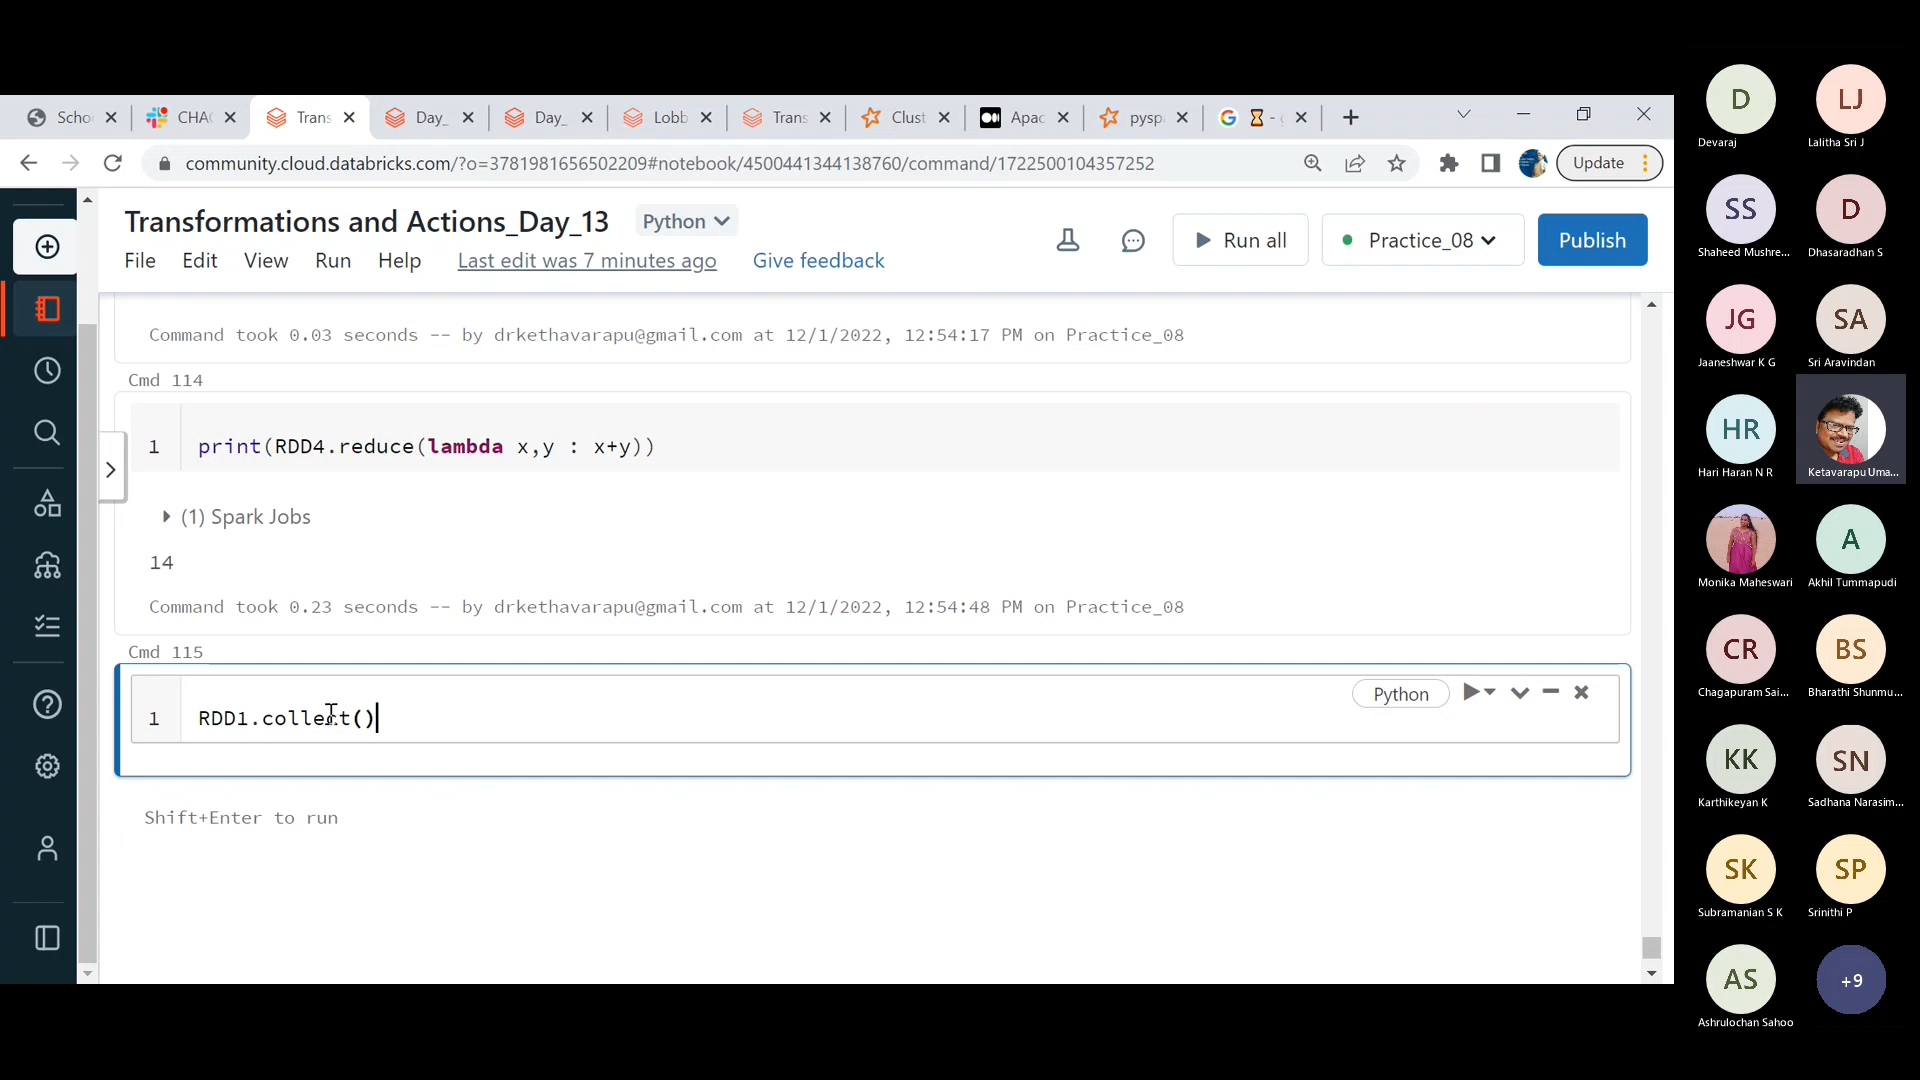 Scho
CHA
Trans
Day_
Day_
Lobb
Trans
Clust
Apac
pysp
community.cloud.databricks.com/?o=3781981656502209#notebook/4500441344138760/command/1722500104357252
Update
Transformations and Actions_Day_13
Python
File Edit View Run Help Last edit was 7 minutes ago Give feedback
Run all
Practice_08
Publish
Command took 0.03 seconds -- by drkethavarapu@gmail.com at 12/1/2022, 12:54:17 PM on Practice_08
Cmd 114
1 print(RDD4.reduce(lambda x,y : x+y))
(1) Spark Jobs
14
Command took 0.23 seconds -- by drkethavarapu@gmail.com at 12/1/2022, 12:54:48 PM on Practice_08
Cmd 115
Python
1 RDD1.collect()
Shift+Enter to run
D LJ
Devaraj Lalitha Sri J
SS D
Shaheed Mushre... Dhasaradhan S
JG SA
Jaaneshwar K G Sri Aravindan
HR
Hari Haran N R Ketavarapu Uma...
A
Monika Maheswari Akhil Tummapudi
CR BS
Chagapuram Sai... Bharathi Shunmu...
KK SN
Karthikeyan K Sadhana Narasim...
SK SP
Subramanian S K Srinithi P
AS +9
Ashrulochan Sahoo